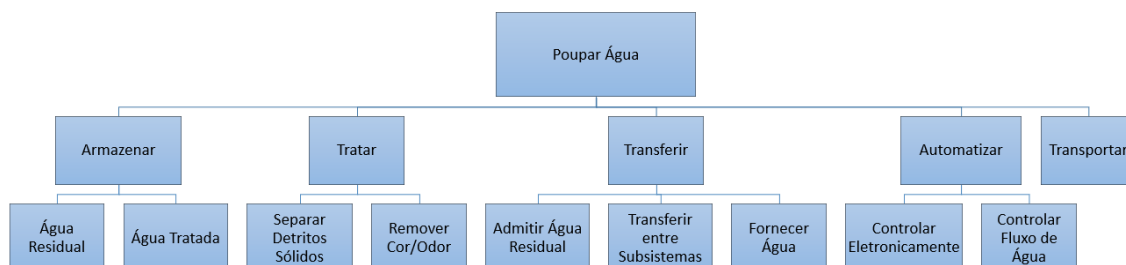 Poupar Água
Armazenar
Tratar
Transferir
Automatizar
Transportar
Água
Residual
Água Tratada
Separar
Detritos
Sólidos
Remover
Cor/Odor
Admitir Água
Residual
Transferir
entre
Subsistemas
Fornecer
Água
Controlar
Eletronicamente
Controlar
Fluxo de
Água